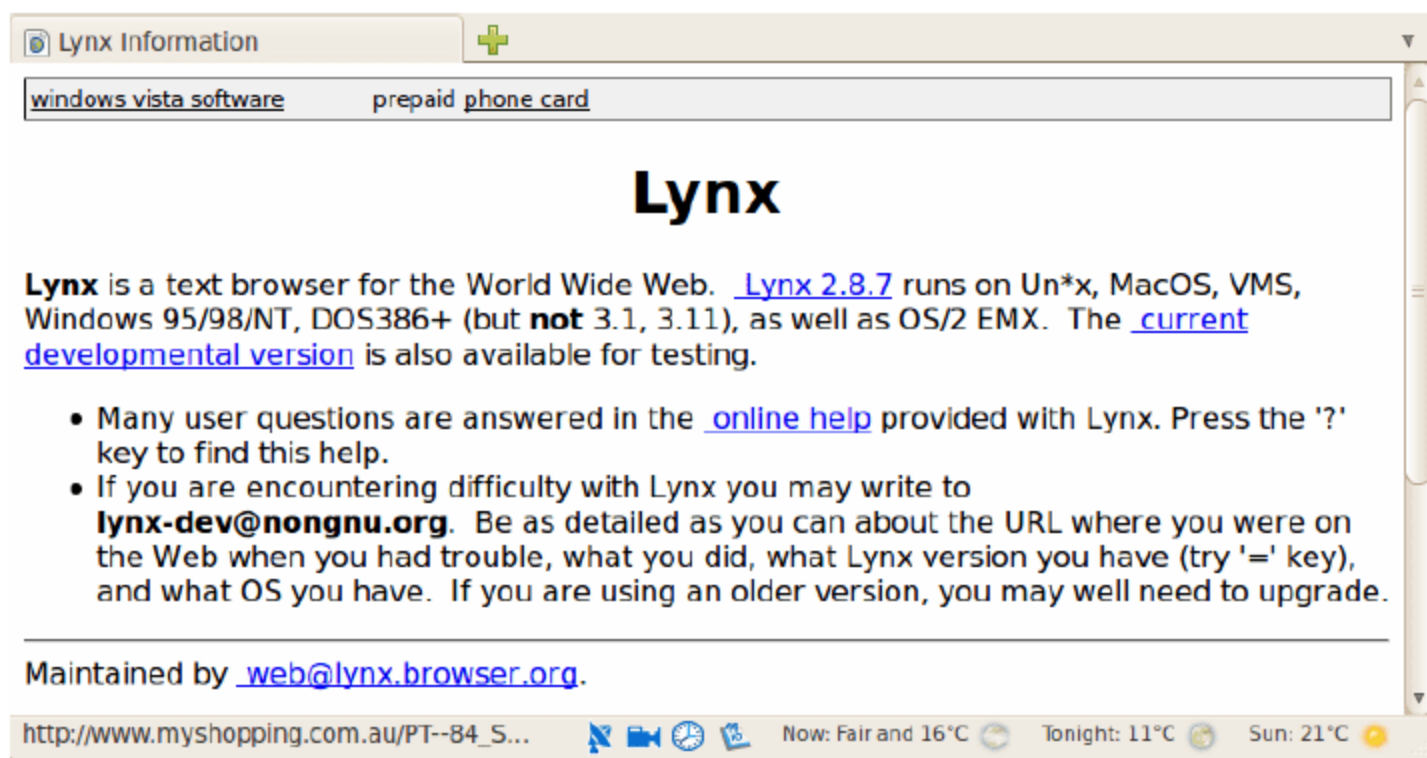 Lynx Information
windows vista software prepaid phone card
Lynx
Lynx is a text browser for the World Wide Web. Lynx 2.8.7 runs on Un*x, MacOS, VMS,
Windows 95/98/NT, DOS386+ (but not 3.1, 3.11), as well as OS/2 EMX. The current
developmental version is also available for testing.
• Many user questions are answered in the online help provided with Lynx. Press the '?'
key to find this help.
• If you are encountering difficulty with Lynx you may write to
lynx-dev@nongnu.org. Be as detailed as you can about the URL where you were on
the Web when you had trouble, what you did, what Lynx version you have (try '=' key),
and what OS you have. If you are using an older version, you may well need to upgrade.
Maintained by web@lynx.browser.org.
http://www.myshopping.com.au/PT--84_S... Now: Fair and 16°C Tonight: 11°C Sun: 21°C